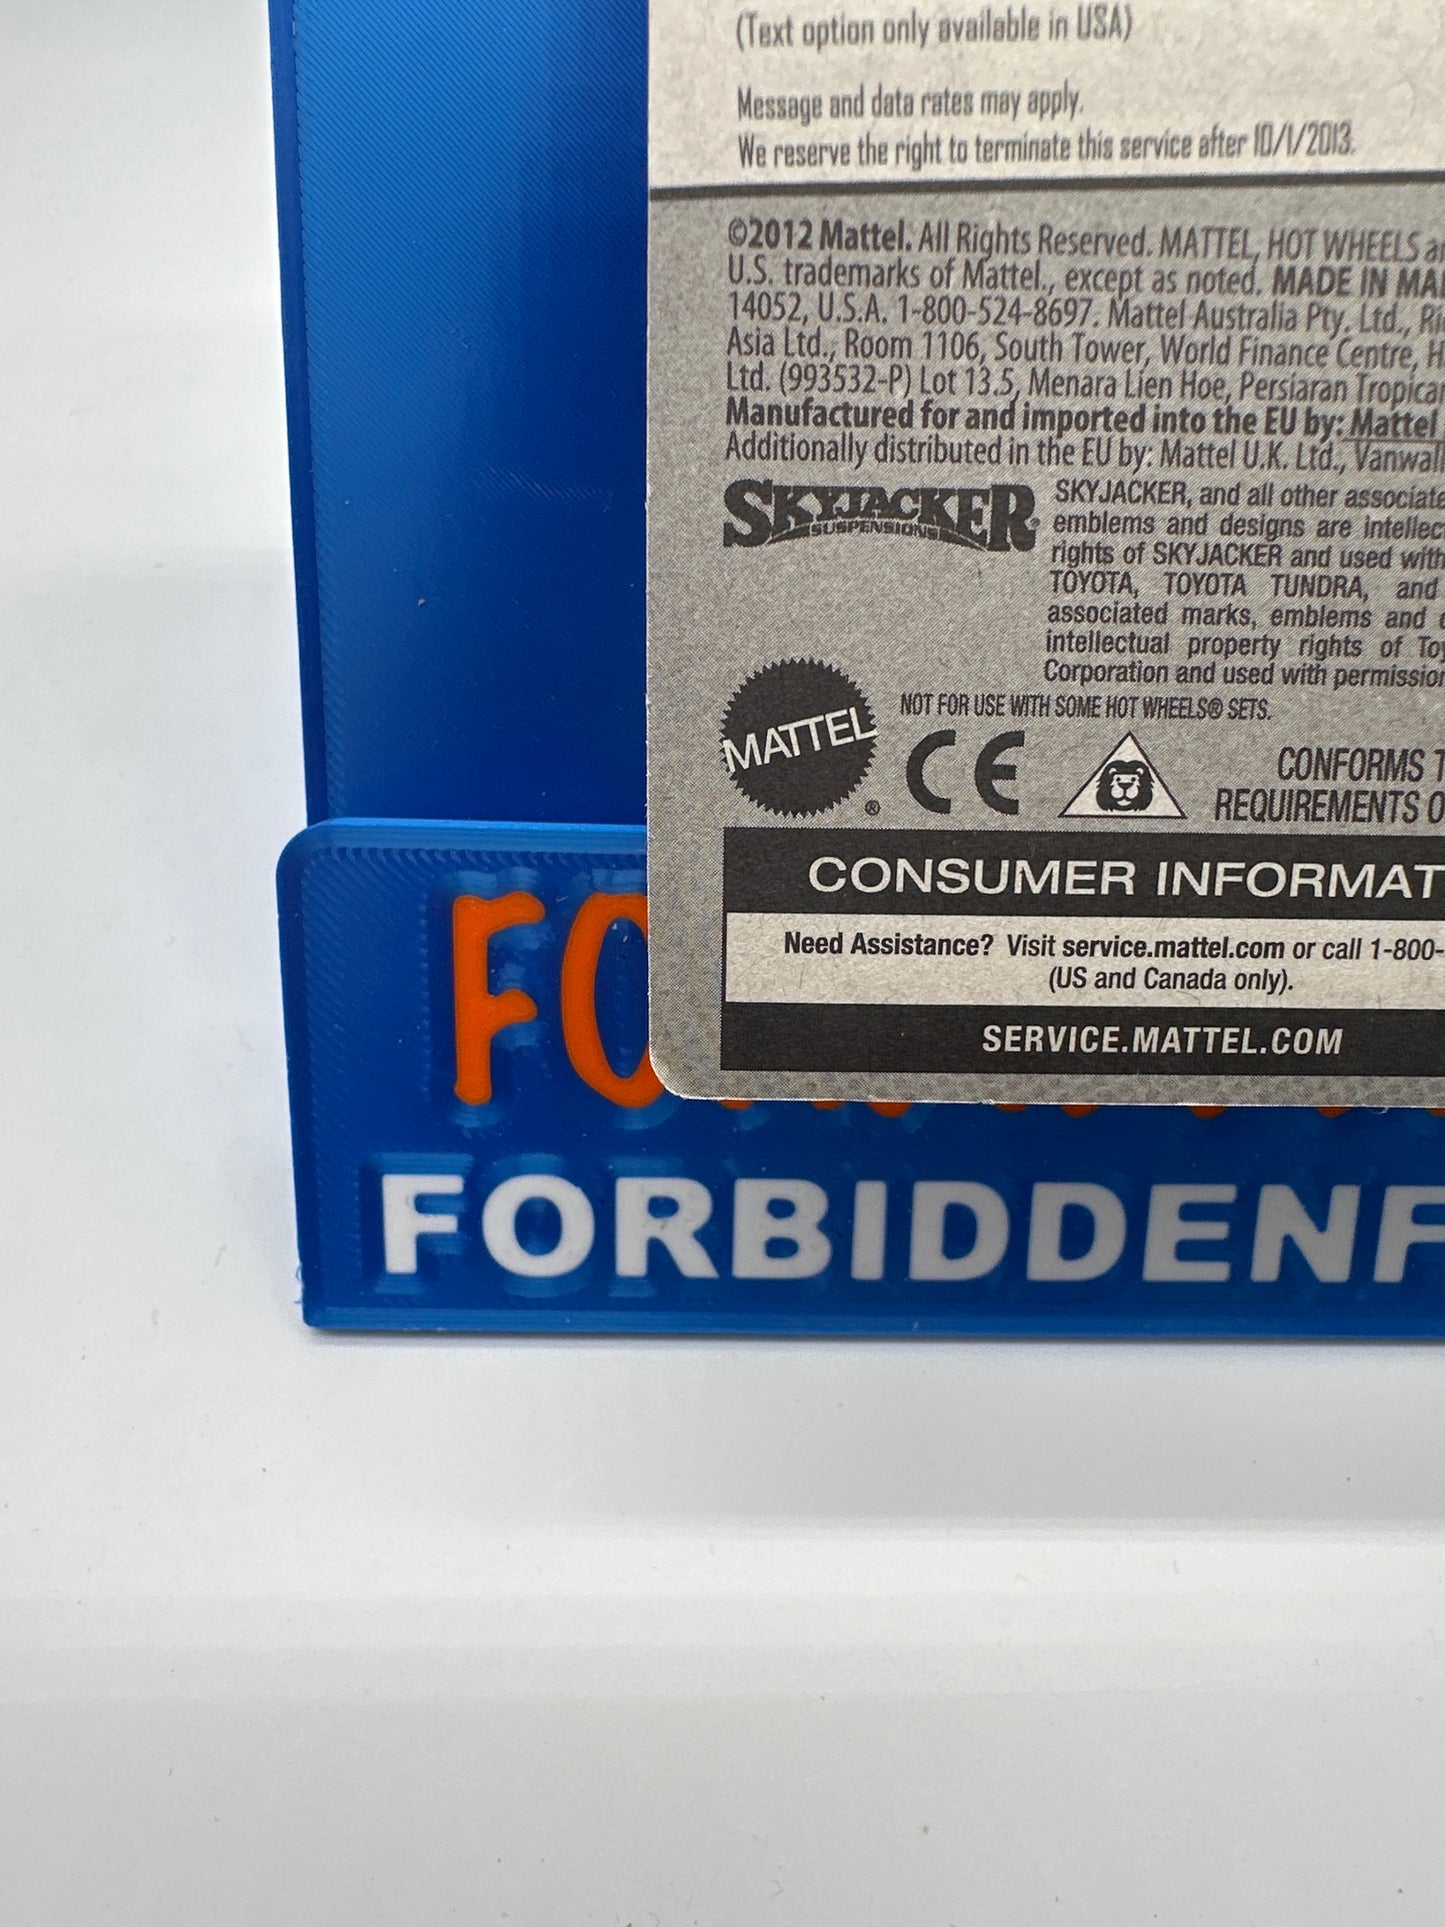 (Text option only available in USA)
Message and data rates may apply.
We reserve the right to terminate this service after 10/1/2013.
©2012 Mattel. All Rights Reserved. MATTEL, HOT WHEELS
U.S. trademarks of Mattel., except as noted. MADE IN
14052, U.S.A. 1-800-524-8697. Mattel Australia Pty. Ltd.,
Asia Ltd., Room 1106, South Tower, World Finance Centre,
Ltd. (993532-P) Lot 13.5, Menara Lien Hoe, Persiaran
Manufactured for and imported into the EU by: Mattel
Additionally distributed in the EU by: Mattel U.K. Ltd.,
SKYJACKER
SUSPENSIONS
SKYJACKER, and all other
emblems and designs are
rights of SKYJACKER and used
TOYOTA, TOYOTA TUNDRA, and
associated marks, emblems and
intellectual property rights of
Corporation and used with
NOT FOR USE WITH SOME HOT WHEELS® SETS.
MATTEL®
CE
CONFORMS
REQUIREMENTS
CONSUMER
Need Assistance? Visit service.mattel.com or call 1-800-
(US and Canada only).
SERVICE.MATTEL.COM